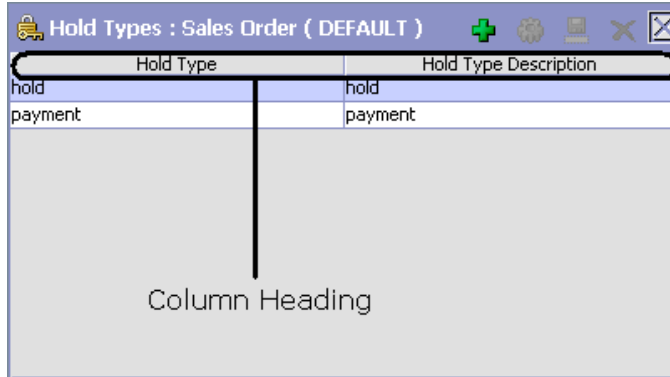 Hold Types : Sales Order ( DEFAULT )
Hold Type Hold Type Description
hold hold
payment payment
Column Heading